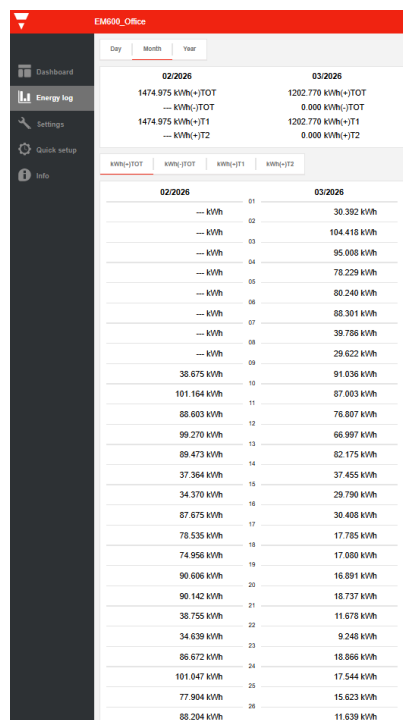 EM600_Office
Day Month Year
Dashboard
Energy log
Settings
Quick setup
Info
02/2026 03/2026
1474.975 kWh(+)TOT 1202.770 kWh(+)TOT
--- kWh(-)TOT 0.000 kWh(-)TOT
1474.975 kWh(+)T1 1202.770 kWh(+)T1
--- kWh(+)T2 0.000 kWh(+)T2
kWh(+)TOT kWh(-)TOT kWh(+)T1 kWh(+)T2
02/2026 03/2026
01
--- kWh 30.392 kWh
02
--- kWh 104.418 kWh
03
--- kWh 95.008 kWh
04
--- kWh 78.229 kWh
05
--- kWh 80.240 kWh
06
--- kWh 88.301 kWh
07
--- kWh 39.786 kWh
08
--- kWh 29.622 kWh
09
38.675 kWh 91.036 kWh
10
101.164 kWh 87.003 kWh
11
88.603 kWh 76.807 kWh
12
99.270 kWh 66.997 kWh
13
89.473 kWh 82.175 kWh
14
37.364 kWh 37.455 kWh
15
34.370 kWh 29.790 kWh
16
87.675 kWh 30.408 kWh
17
78.535 kWh 17.785 kWh
18
74.956 kWh 17.080 kWh
19
90.606 kWh 16.891 kWh
20
90.142 kWh 18.737 kWh
21
38.755 kWh 11.678 kWh
22
34.639 kWh 9.248 kWh
23
86.672 kWh 18.866 kWh
24
101.047 kWh 17.544 kWh
25
77.904 kWh 15.623 kWh
26
88.204 kWh 11.639 kWh